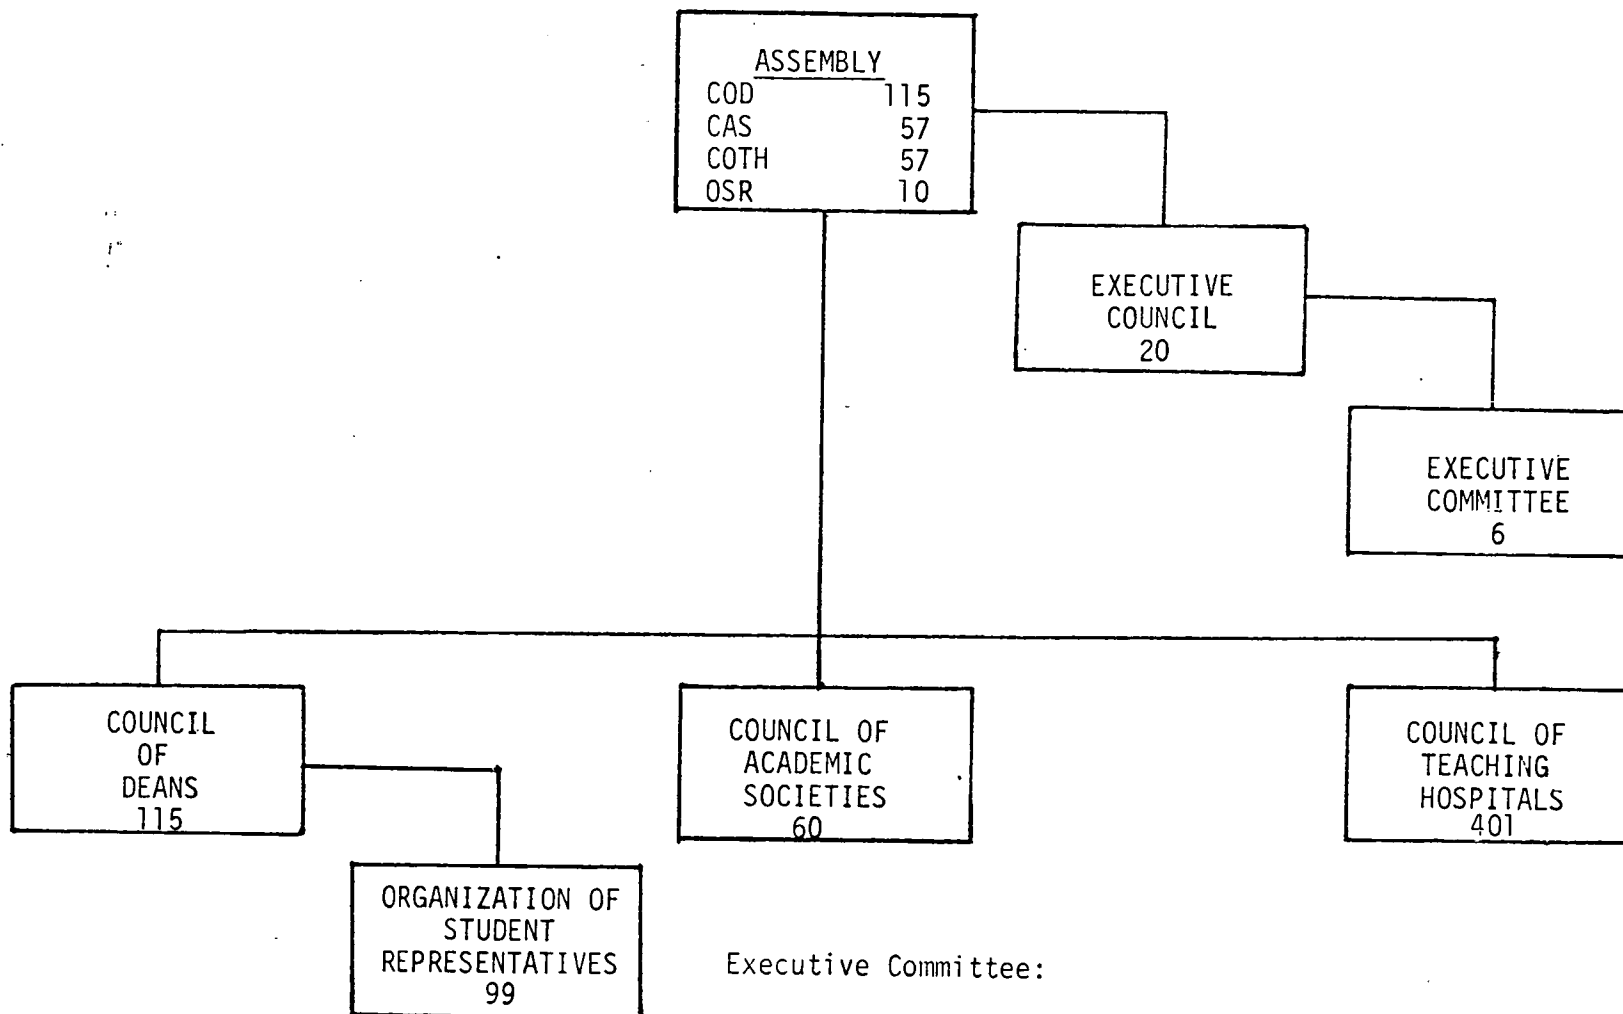 ASSEMBLY
COD 115
CAS 57
COTH 57
OSR 10
EXECUTIVE
COUNCIL
20
EXECUTIVE
COMMITTEE
6
COUNCIL
OF
DEANS
115
COUNCIL OF
ACADEMIC
SOCIETIES
60
COUNCIL OF
TEACHING
HOSPITALS
401
ORGANIZATION OF
STUDENT
REPRESENTATIVES
99
Executive Committee: